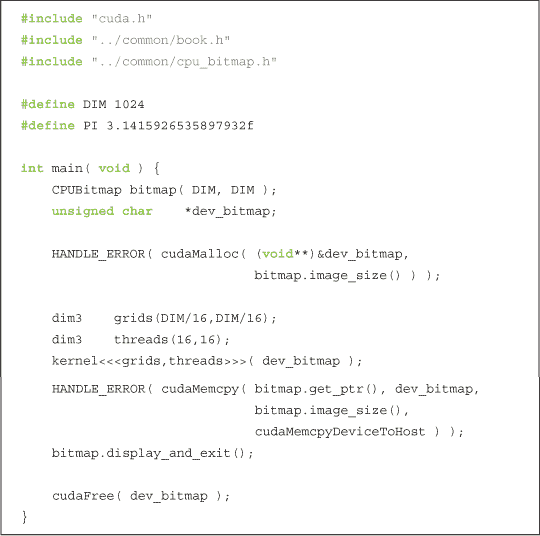 #include "cuda.h"
#include "../common/book.h"
#include "../common/cpu_bitmap.h"
#define DIM 1024
#define PI 3.1415926535897932f
int main( void ) {
    CPUBitmap bitmap( DIM, DIM );
    unsigned char    *dev_bitmap;
    HANDLE_ERROR( cudaMalloc( (void**)&dev_bitmap,
                              bitmap.image_size() ) );
    dim3    grids(DIM/16,DIM/16);
    dim3    threads(16,16);
    kernel<<<grids,threads>>>( dev_bitmap );
    HANDLE_ERROR( cudaMemcpy( bitmap.get_ptr(), dev_bitmap,
                              bitmap.image_size(),
                              cudaMemcpyDeviceToHost ) );
    bitmap.display_and_exit();
    cudaFree( dev_bitmap );
}